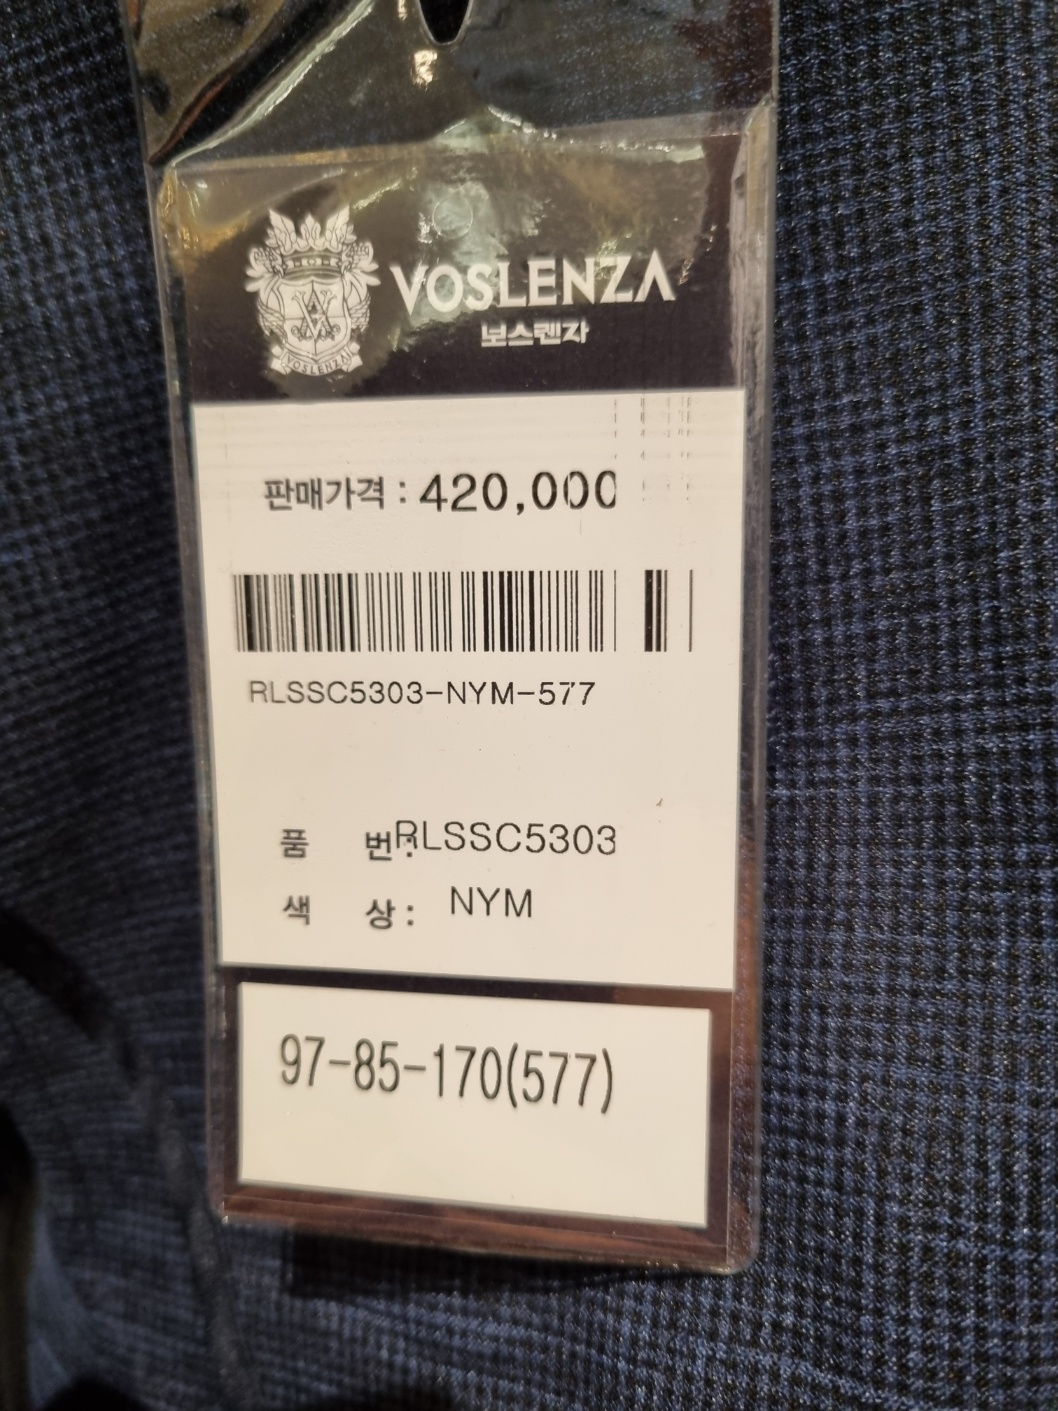 VOSLENZA
보스렌자
VOSLENZA
판매가격 : 420,000
RLSSC5303-NYM-577
품 번: RLSSC5303
색 상: NYM
97-85-170(577)